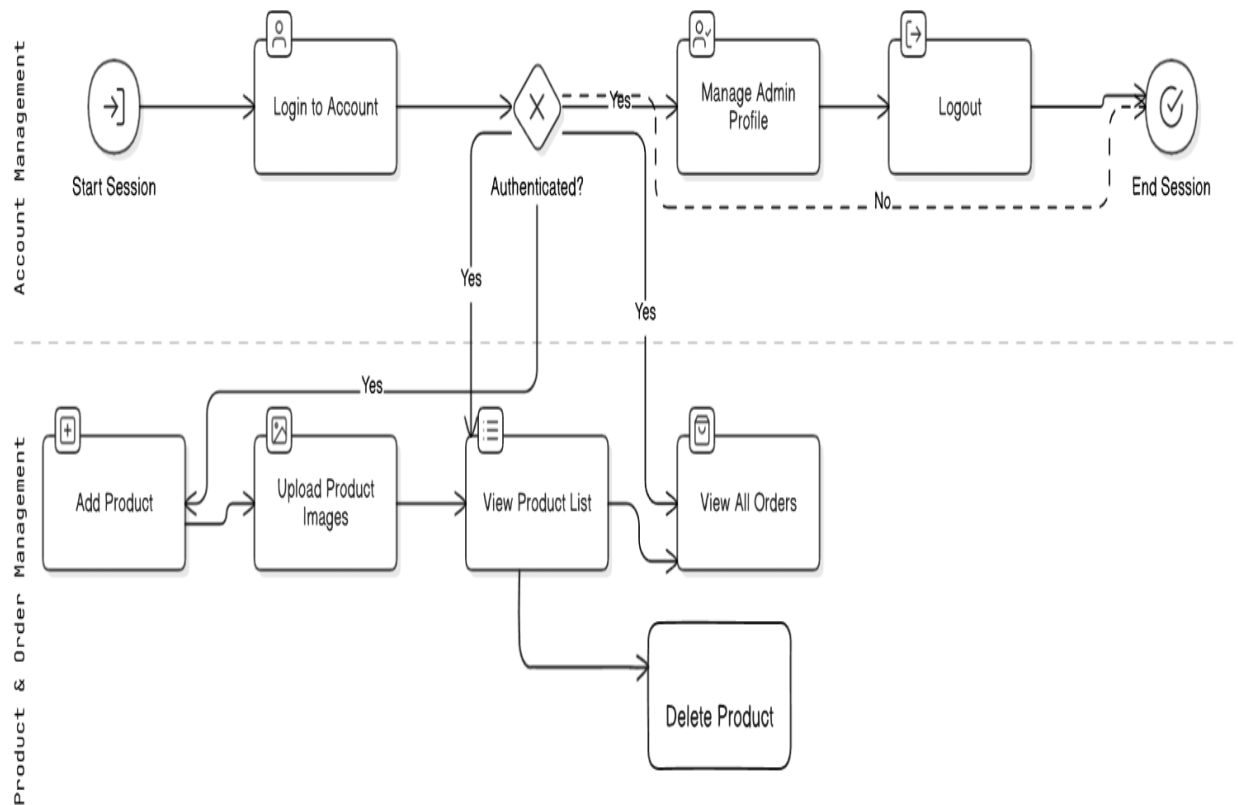 Account Management
Start Session
Login to Account
Authenticated?
Yes
Manage Admin
Profile
Logout
End Session
No
Yes
Yes
Yes
Product & Order Management
Add Product
Upload Product
Images
View Product List
View All Orders
Delete Product